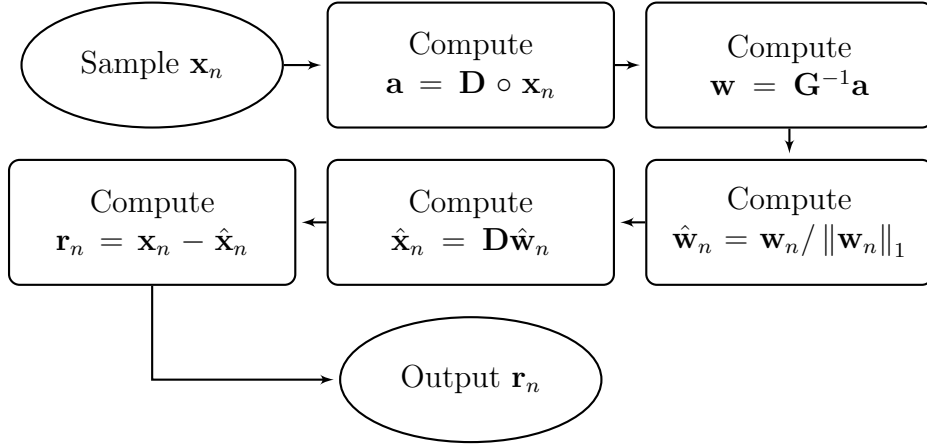 Sample 𝐱ₙ
Compute
𝐚 = 𝐃 ∘ 𝐱ₙ
Compute
𝐰 = 𝐆⁻¹𝐚
Compute
𝐰̂ₙ = 𝐰ₙ/ ‖𝐰ₙ‖₁
Compute
𝐱̂ₙ = 𝐃𝐰̂ₙ
Compute
𝐫ₙ = 𝐱ₙ − 𝐱̂ₙ
Output 𝐫ₙ